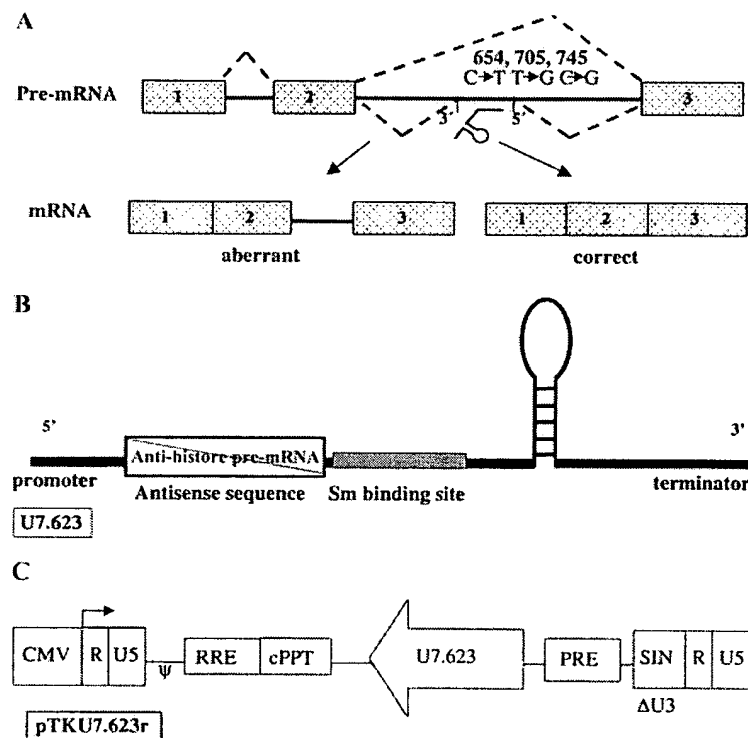 A
654, 705, 745
C→T T→G C→G
Pre-mRNA
1 2 3
3' 5'
mRNA
1 2 3 1 2 3
aberrant correct
B
5' 3'
Anti-histore pre-mRNA
promoter Antisense sequence Sm binding site terminator
U7.623
C
CMV R U5 Ψ RRE cPPT U7.623 PRE SIN R U5
ΔU3
pTKU7.623r